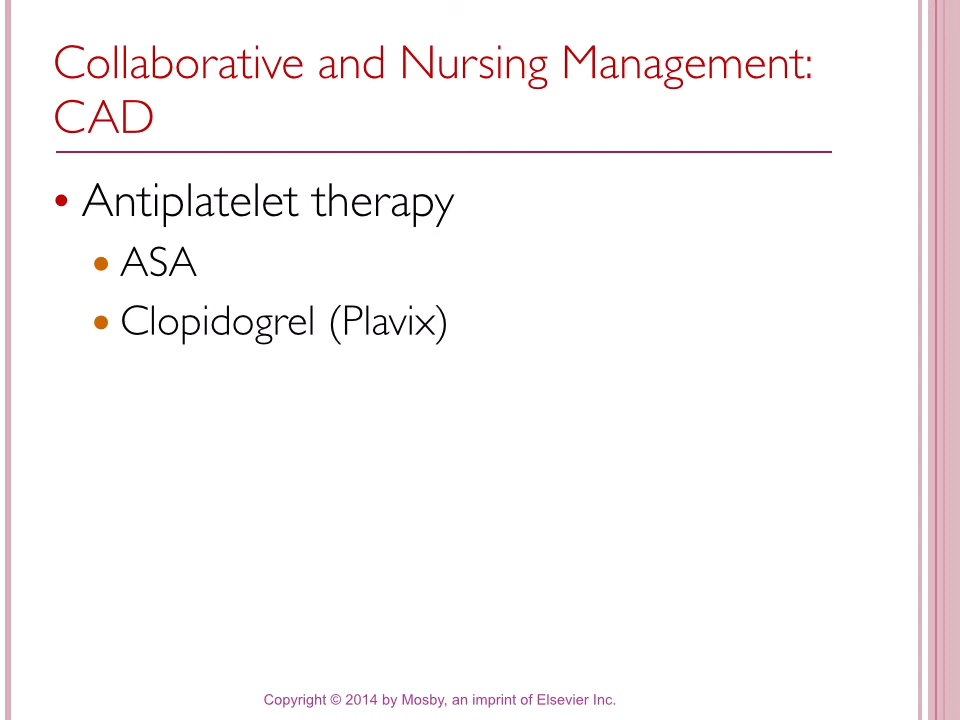 Collaborative and Nursing Management:
CAD
• Antiplatelet therapy
• ASA
• Clopidogrel (Plavix)
Copyright © 2014 by Mosby, an imprint of Elsevier Inc.